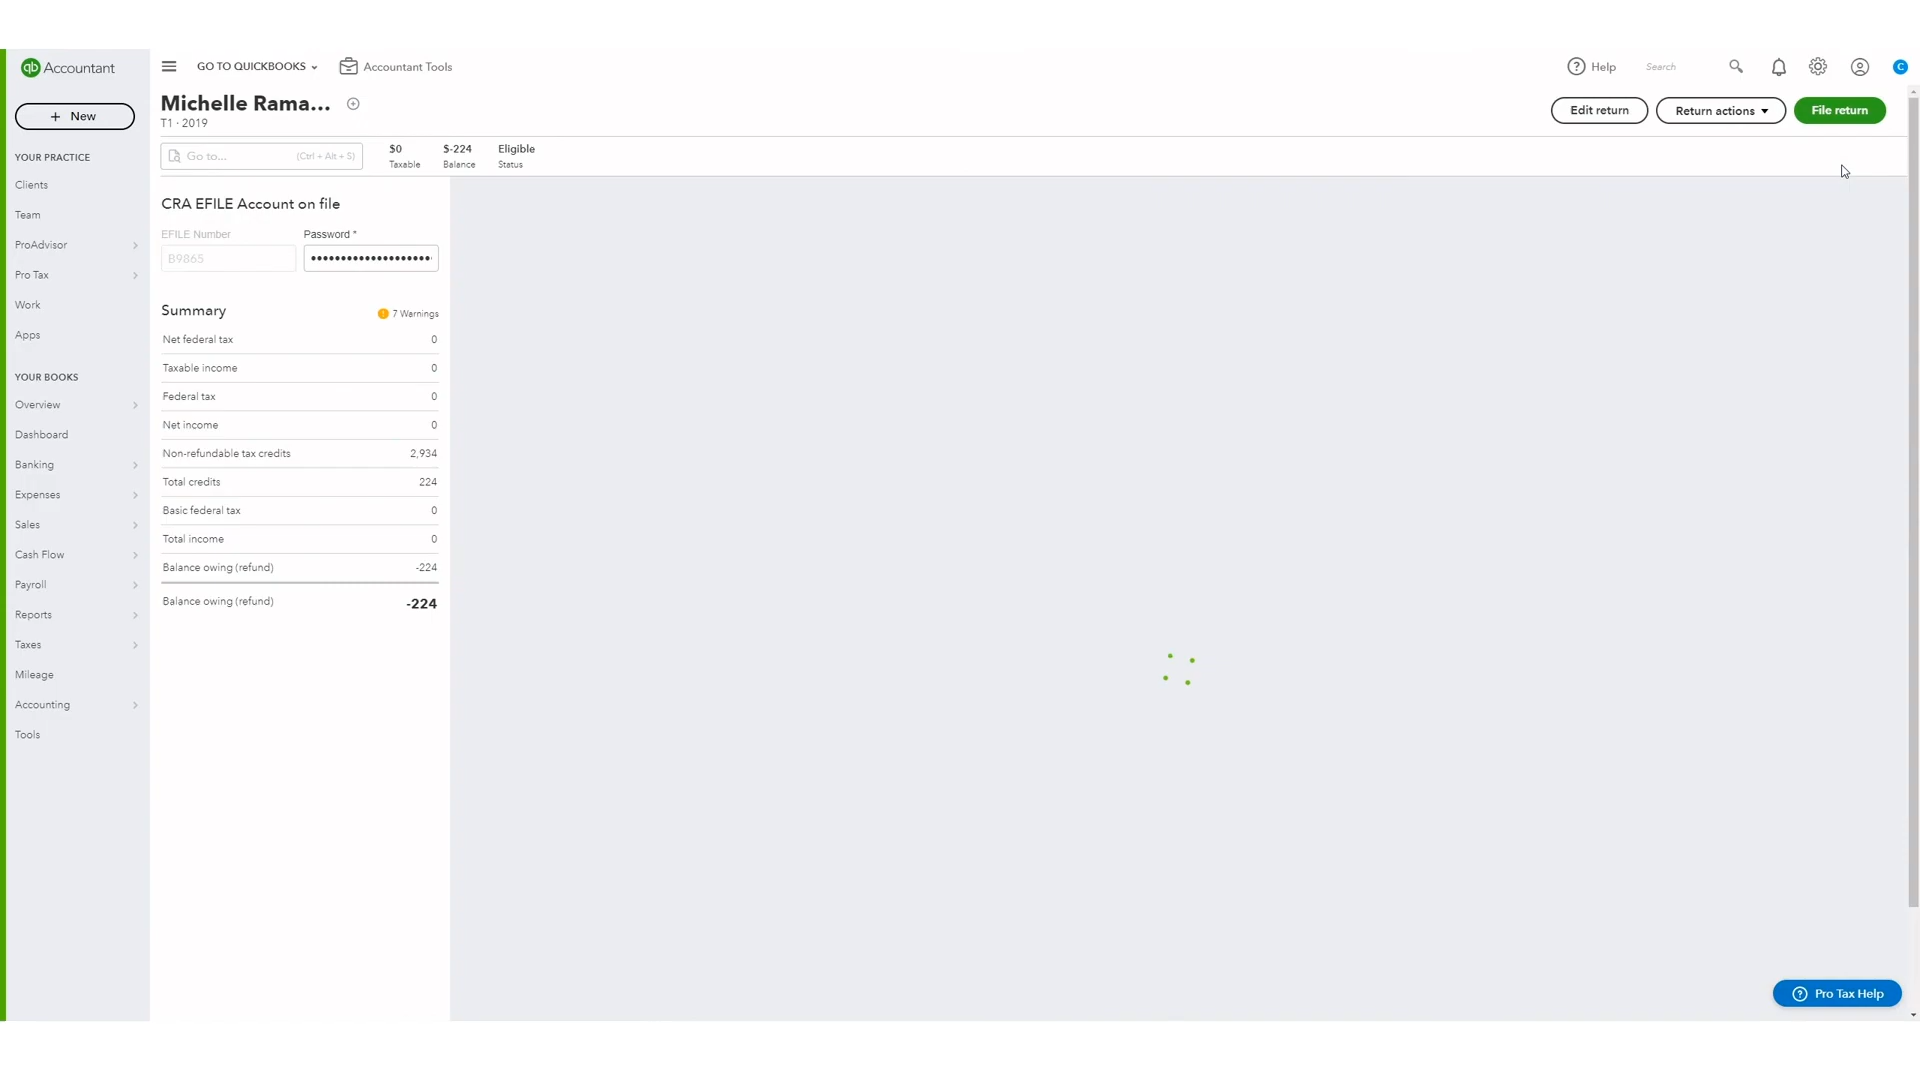 qb Accountant
GO TO QUICKBOOKS
Accountant Tools
Help
Search
C
+ New
Michelle Rama...
T1 · 2019
Edit return
Return actions
File return
Go to... (Ctrl + Alt + S)
$0
Taxable
$-224
Balance
Eligible
Status
YOUR PRACTICE
Clients
Team
ProAdvisor
Pro Tax
Work
Apps
YOUR BOOKS
Overview
Dashboard
Banking
Expenses
Sales
Cash Flow
Payroll
Reports
Taxes
Mileage
Accounting
Tools
CRA EFILE Account on file
EFILE Number
B9865
Password *
••••••••••••••••••••
Summary
7 Warnings
Net federal tax 0
Taxable income 0
Federal tax 0
Net income 0
Non-refundable tax credits 2,934
Total credits 224
Basic federal tax 0
Total income 0
Balance owing (refund) -224
Balance owing (refund) -224
Pro Tax Help